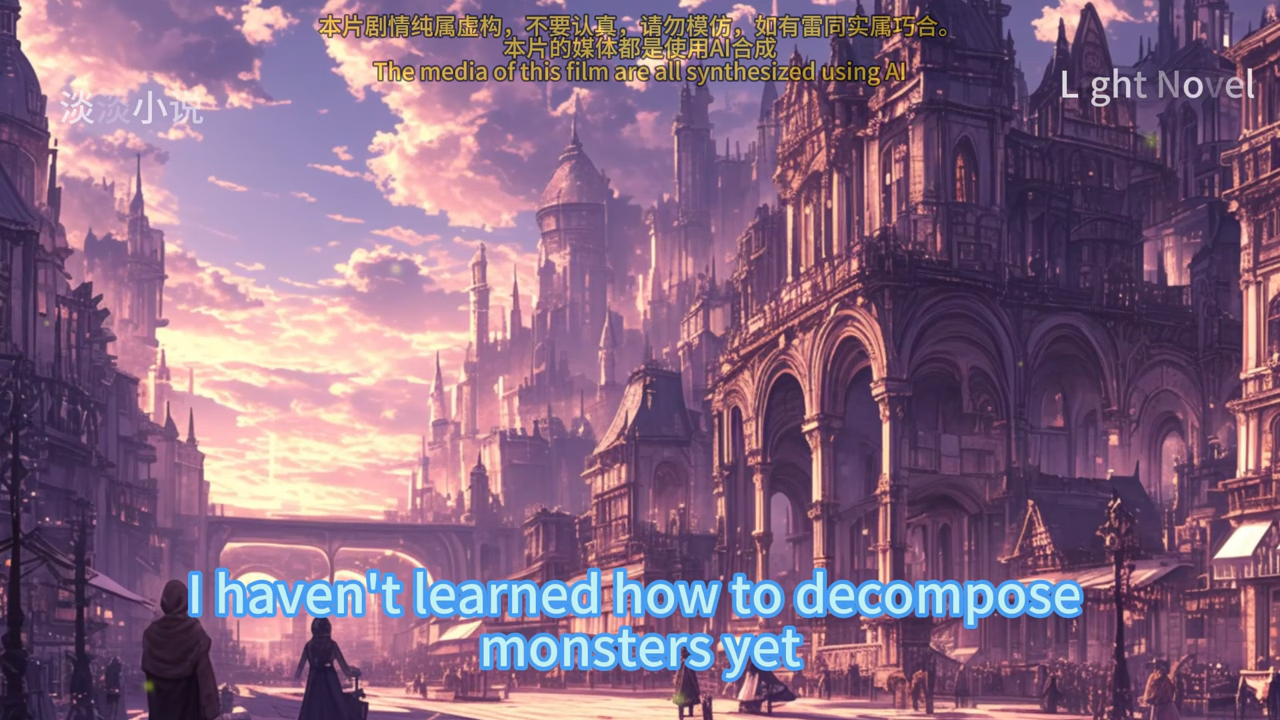 本片剧情纯属虚构，不要认真，请勿模仿，如有雷同实属巧合。
本片的媒体都是使用AI合成
The media of this film are all synthesized using AI
淡淡小说
L ght Novel
I haven't learned how to decompose
monsters yet